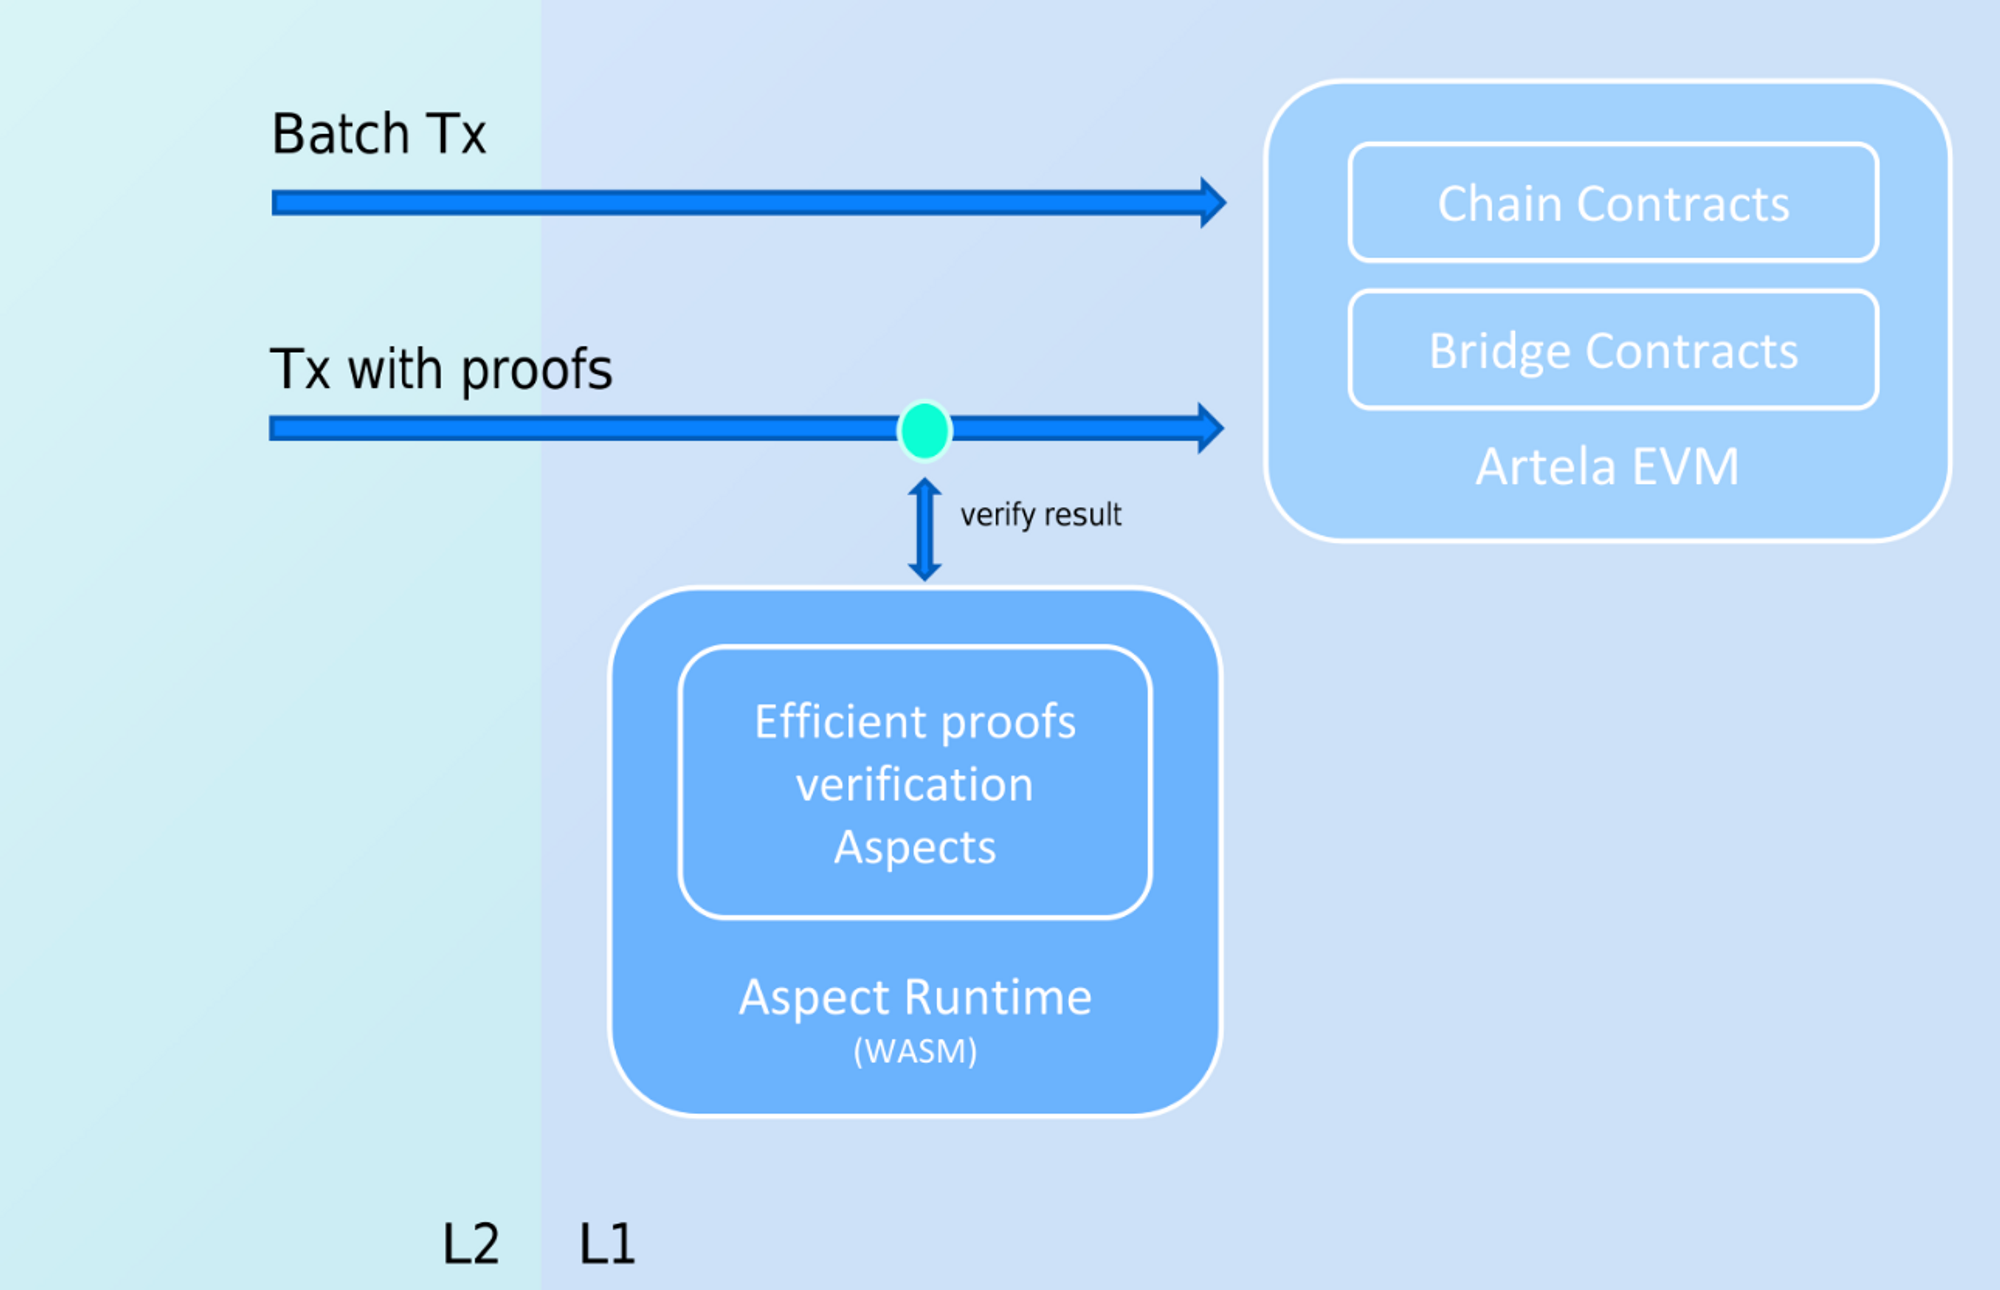 Batch Tx
Chain Contracts
Tx with proofs
Bridge Contracts
Artela EVM
verify result
Efficient proofs
verification
Aspects
Aspect Runtime
(WASM)
L2
L1